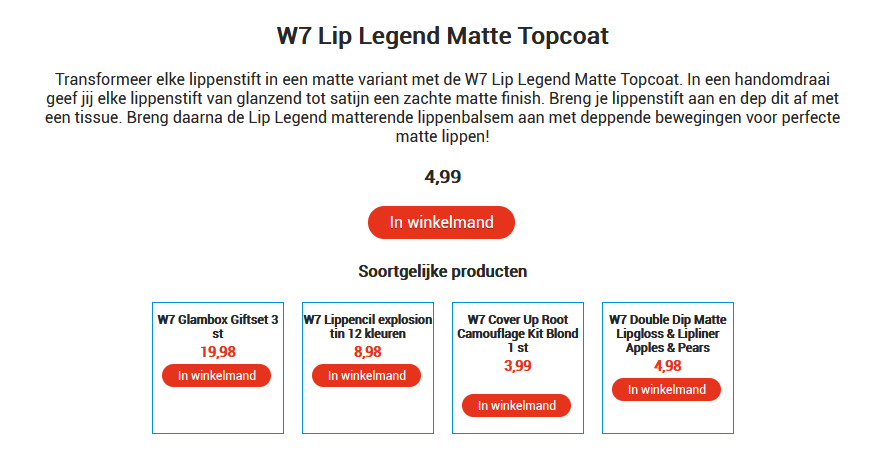 W7 Lip Legend Matte Topcoat
Transformeer elke lippenstift in een matte variant met de W7 Lip Legend Matte Topcoat. In een handomdraai
geef jij elke lippenstift van glanzend tot satijn een zachte matte finish. Breng je lippenstift aan en dep dit af met
een tissue. Breng daarna de Lip Legend matterende lippenbalsem aan met deppende bewegingen voor perfecte
matte lippen!
4,99
In winkelmand
Soortgelijke producten
W7 Glambox Giftset 3
st
19,98
In winkelmand
W7 Lippencil explosion
tin 12 kleuren
8,98
In winkelmand
W7 Cover Up Root
Camouflage Kit Blond
1 st
3,99
In winkelmand
W7 Double Dip Matte
Lipgloss & Lipliner
Apples & Pears
4,98
In winkelmand